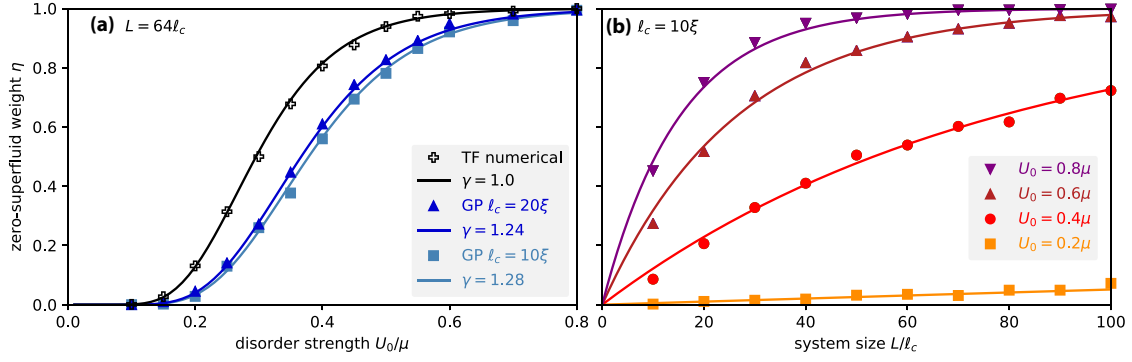 (a) L = 64ℓc
zero-superfluid weight η
1.0
0.8
0.6
0.4
0.2
0.0
TF numerical
γ = 1.0
GP ℓc = 20ξ
γ = 1.24
GP ℓc = 10ξ
γ = 1.28
0.0 0.2 0.4 0.6 0.8
disorder strength U0/μ
(b) ℓc = 10ξ
U0 = 0.8μ
U0 = 0.6μ
U0 = 0.4μ
U0 = 0.2μ
0 20 40 60 80 100
system size L/ℓc